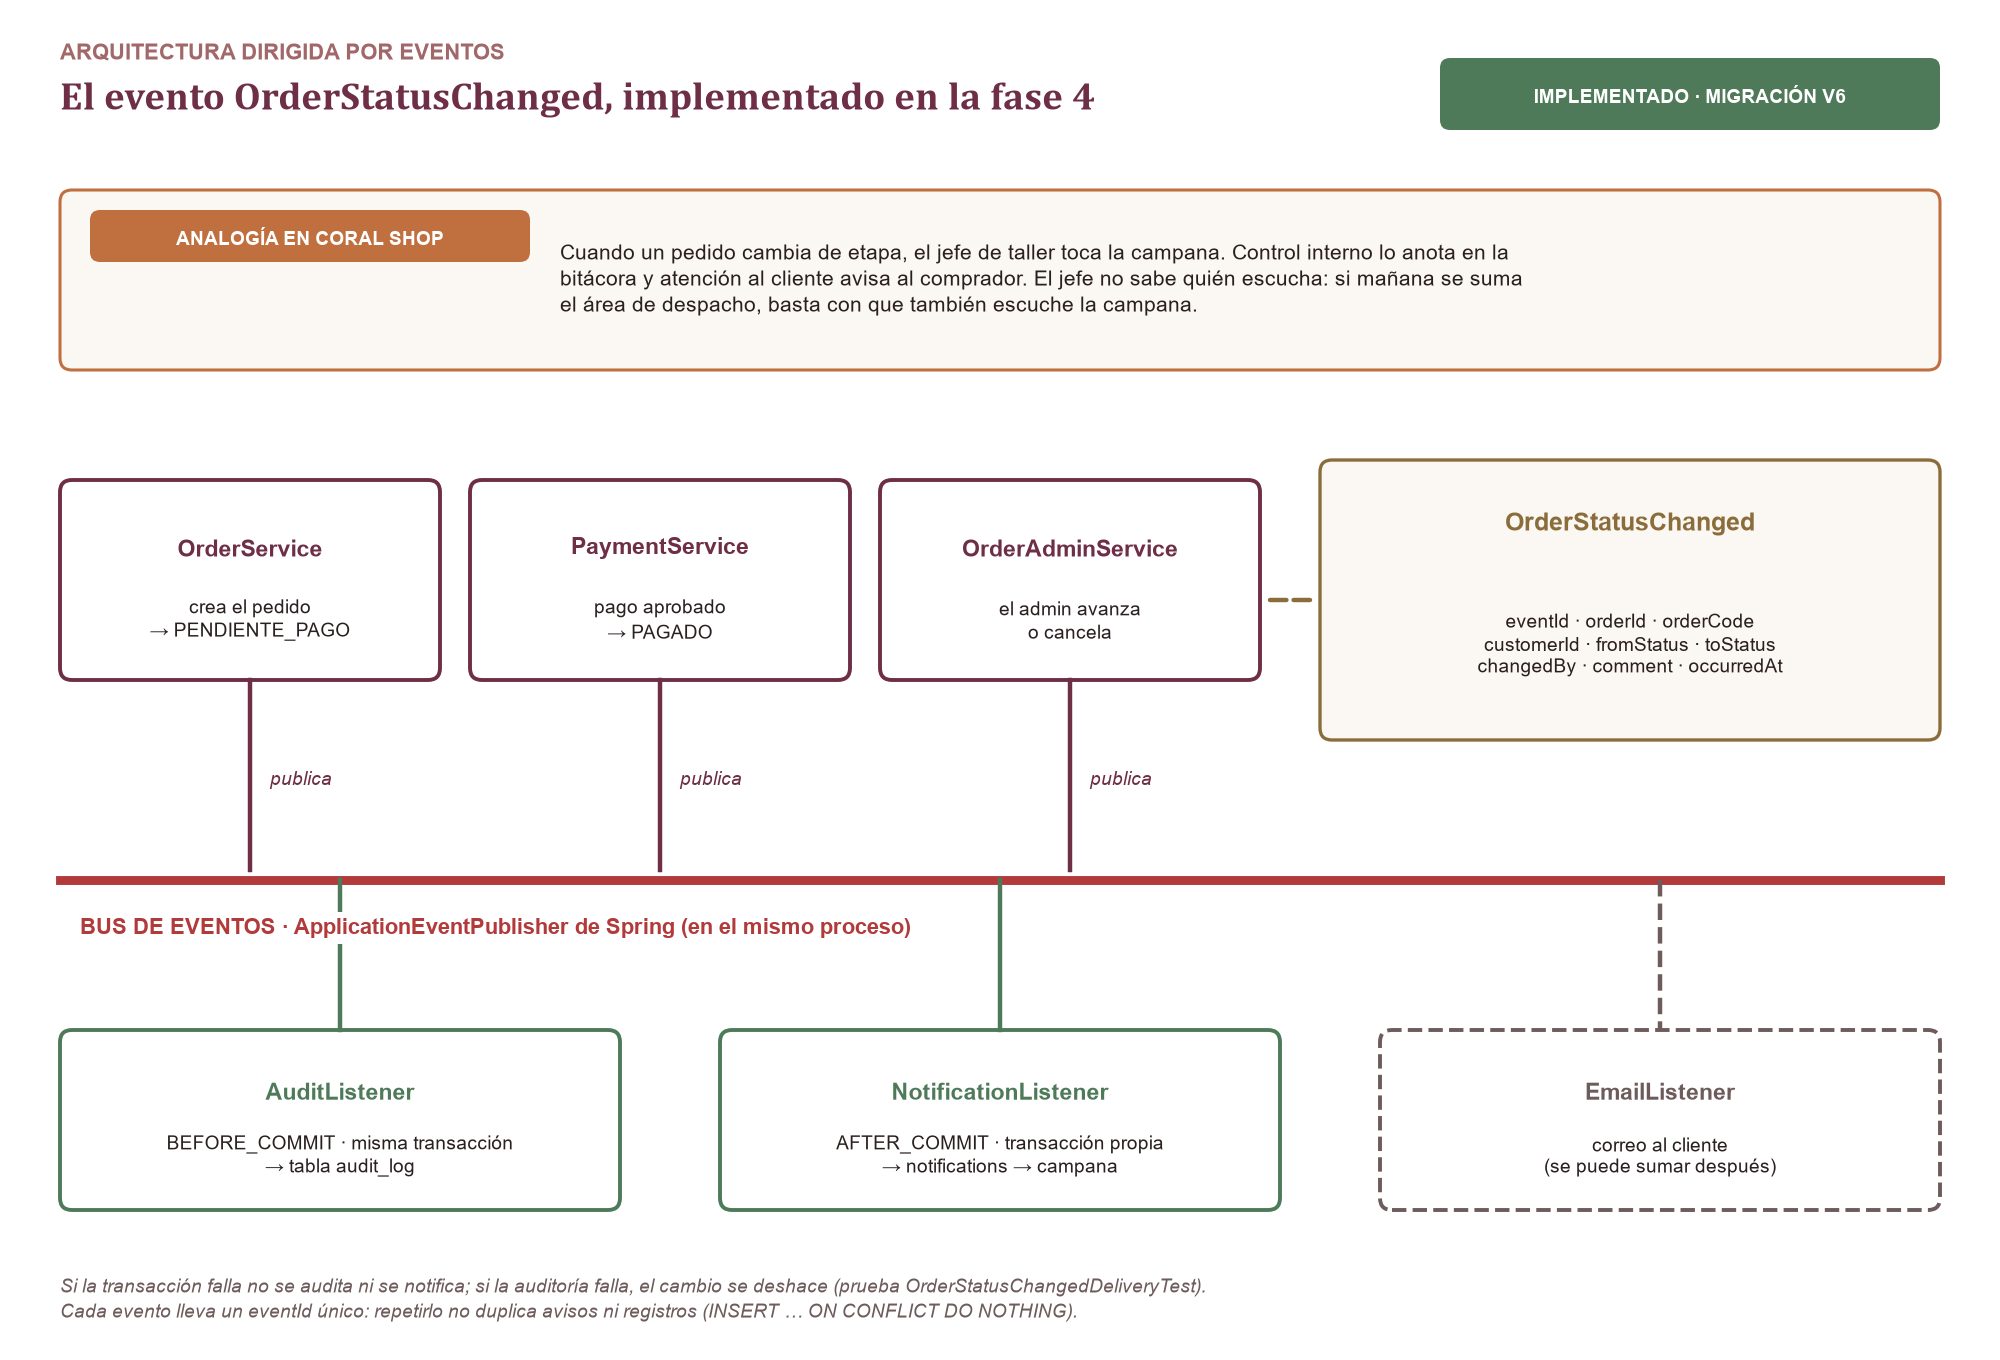 ARQUITECTURA DIRIGIDA POR EVENTOS
El evento OrderStatusChanged, implementado en la fase 4
IMPLEMENTADO · MIGRACIÓN V6
ANALOGÍA EN CORAL SHOP
Cuando un pedido cambia de etapa, el jefe de taller toca la campana. Control interno lo anota en la
bitácora y atención al cliente avisa al comprador. El jefe no sabe quién escucha: si mañana se suma
el área de despacho, basta con que también escuche la campana.
OrderService
crea el pedido
→ PENDIENTE_PAGO
PaymentService
pago aprobado
→ PAGADO
OrderAdminService
el admin avanza
o cancela
OrderStatusChanged
eventId · orderId · orderCode
customerId · fromStatus · toStatus
changedBy · comment · occurredAt
publica
publica
publica
BUS DE EVENTOS · ApplicationEventPublisher de Spring (en el mismo proceso)
AuditListener
BEFORE_COMMIT · misma transacción
→ tabla audit_log
NotificationListener
AFTER_COMMIT · transacción propia
→ notifications → campana
EmailListener
correo al cliente
(se puede sumar después)
Si la transacción falla no se audita ni se notifica; si la auditoría falla, el cambio se deshace (prueba OrderStatusChangedDeliveryTest).
Cada evento lleva un eventId único: repetirlo no duplica avisos ni registros (INSERT … ON CONFLICT DO NOTHING).